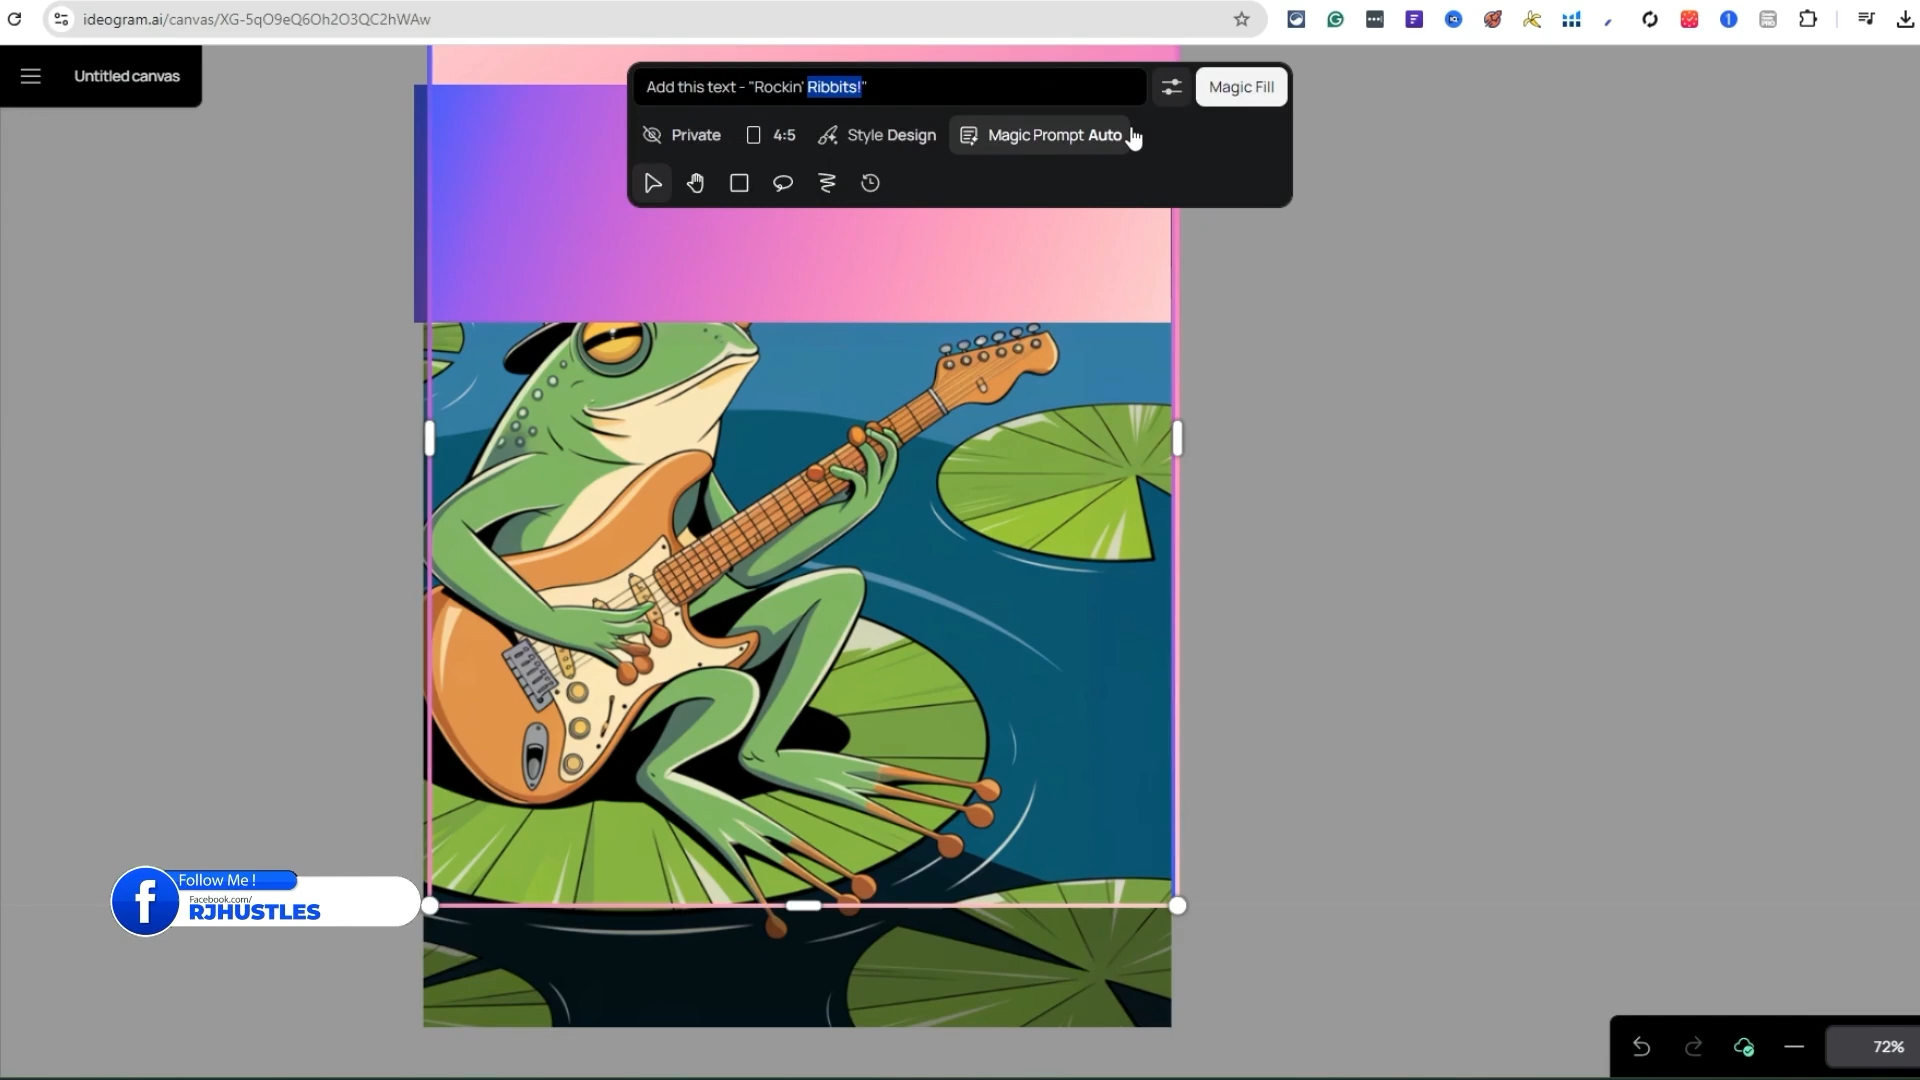 ideogram.ai/canvas/XG-5qO9eQ6Oh2O3QC2hWAw
Untitled canvas
Add this text - "Rockin' Ribbits!"
Magic Fill
Private
4:5
Style Design
Magic Prompt Auto
Follow Me !
Facebook.com/
RJHUSTLES
72%